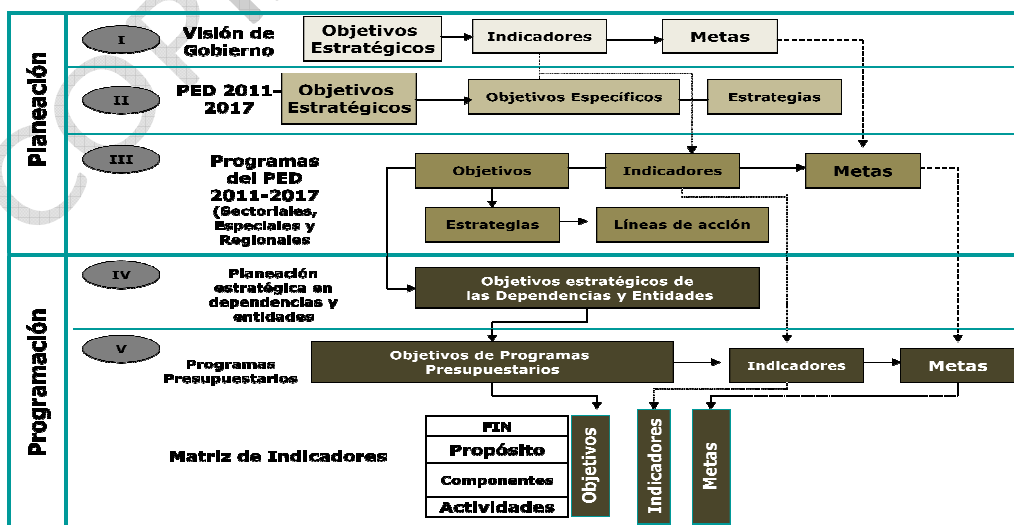 COPI
Planeación
I
Visión de
Gobierno
Objetivos
Estratégicos
Indicadores
Metas
II
PED 2011-
2017
Objetivos
Estratégicos
Objetivos Específicos
Estrategias
III
Programas
del PED
2011-2017
(Sectoriales,
Especiales y
Regionales
Objetivos
Indicadores
Metas
Estrategias
Líneas de acción
Programación
IV
Planeación
estratégica en
dependencias y
entidades
Objetivos estratégicos de
las Dependencias y Entidades
V
Programas
Presupuestarios
Objetivos de Programas
Presupuestarios
Indicadores
Metas
Matriz de Indicadores
FIN
Propósito
Componentes
Actividades
Objetivos
Indicadores
Metas